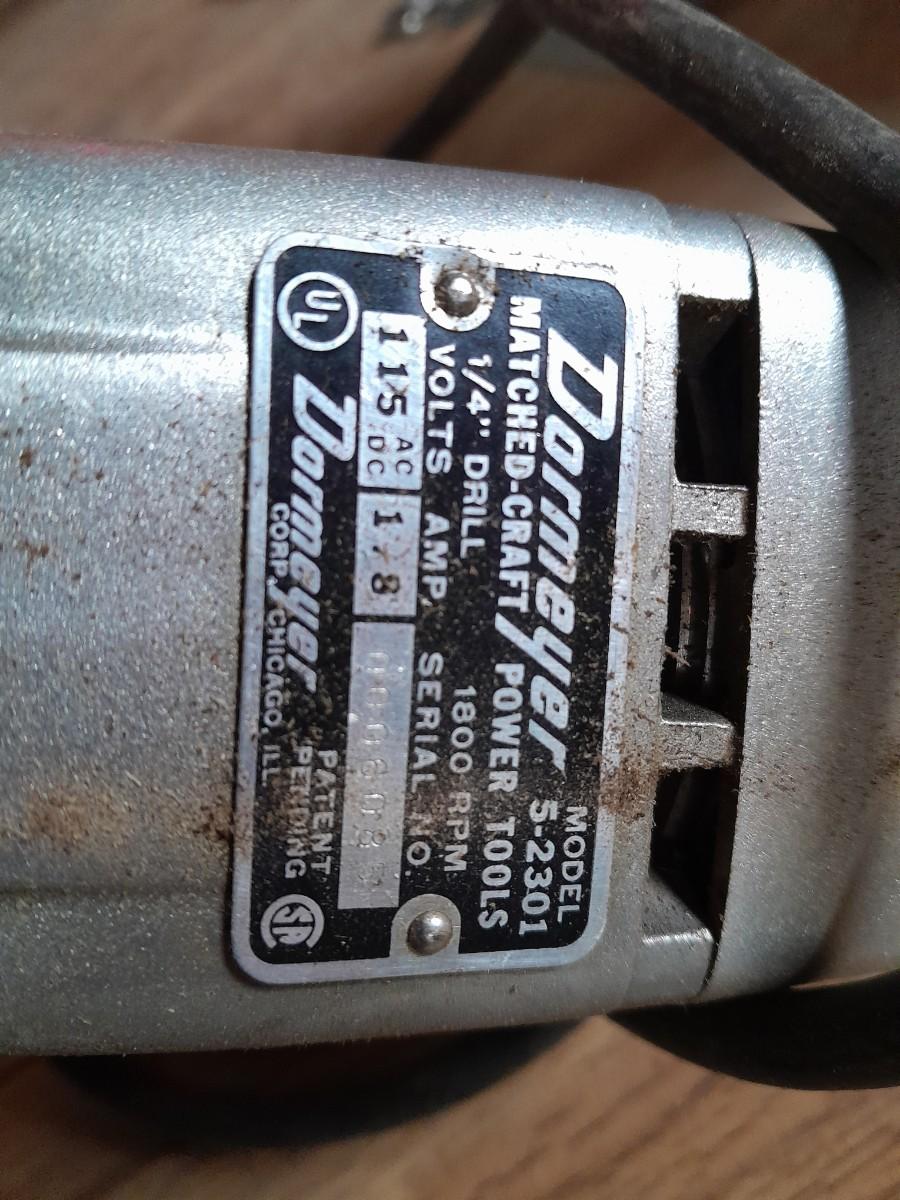 Dormeyer MODEL 5-2301
MATCHED-CRAFT/POWER TOOLS
1/4" DRILL 1800 RPM
VOLTS AMP. SERIAL NO.
115 AC DC 1.8
UL Dormeyer PATENT PENDING
CORP. CHICAGO, ILL.